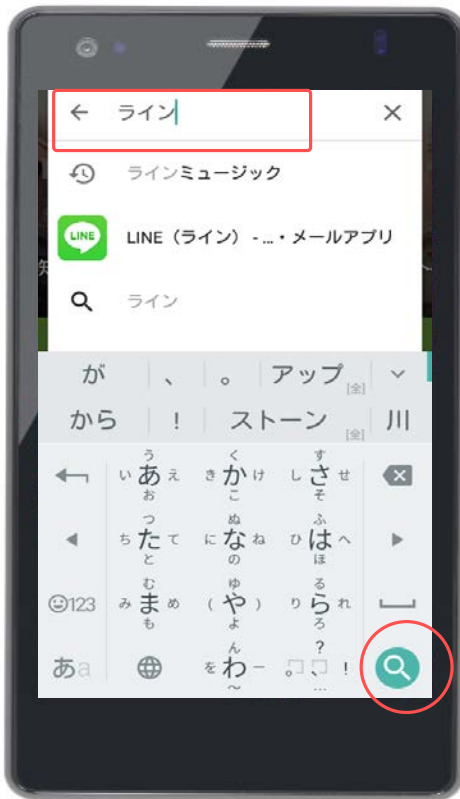 ライン
ラインミュージック
LINE
LINE（ライン） - ...・メールアプリ
ライン
が 、 。 アップ [全]
から ! ストーン [全] 川
う く す
い あ え き か け し さ せ
お こ そ
つ ぬ ふ
ち た て に な ね ひ は へ
と の ほ
む ゆ る
123 み ま め ( や ) り ら れ
も よ ろ
ん ?
あa を わ ー 。 、 !
～ ...